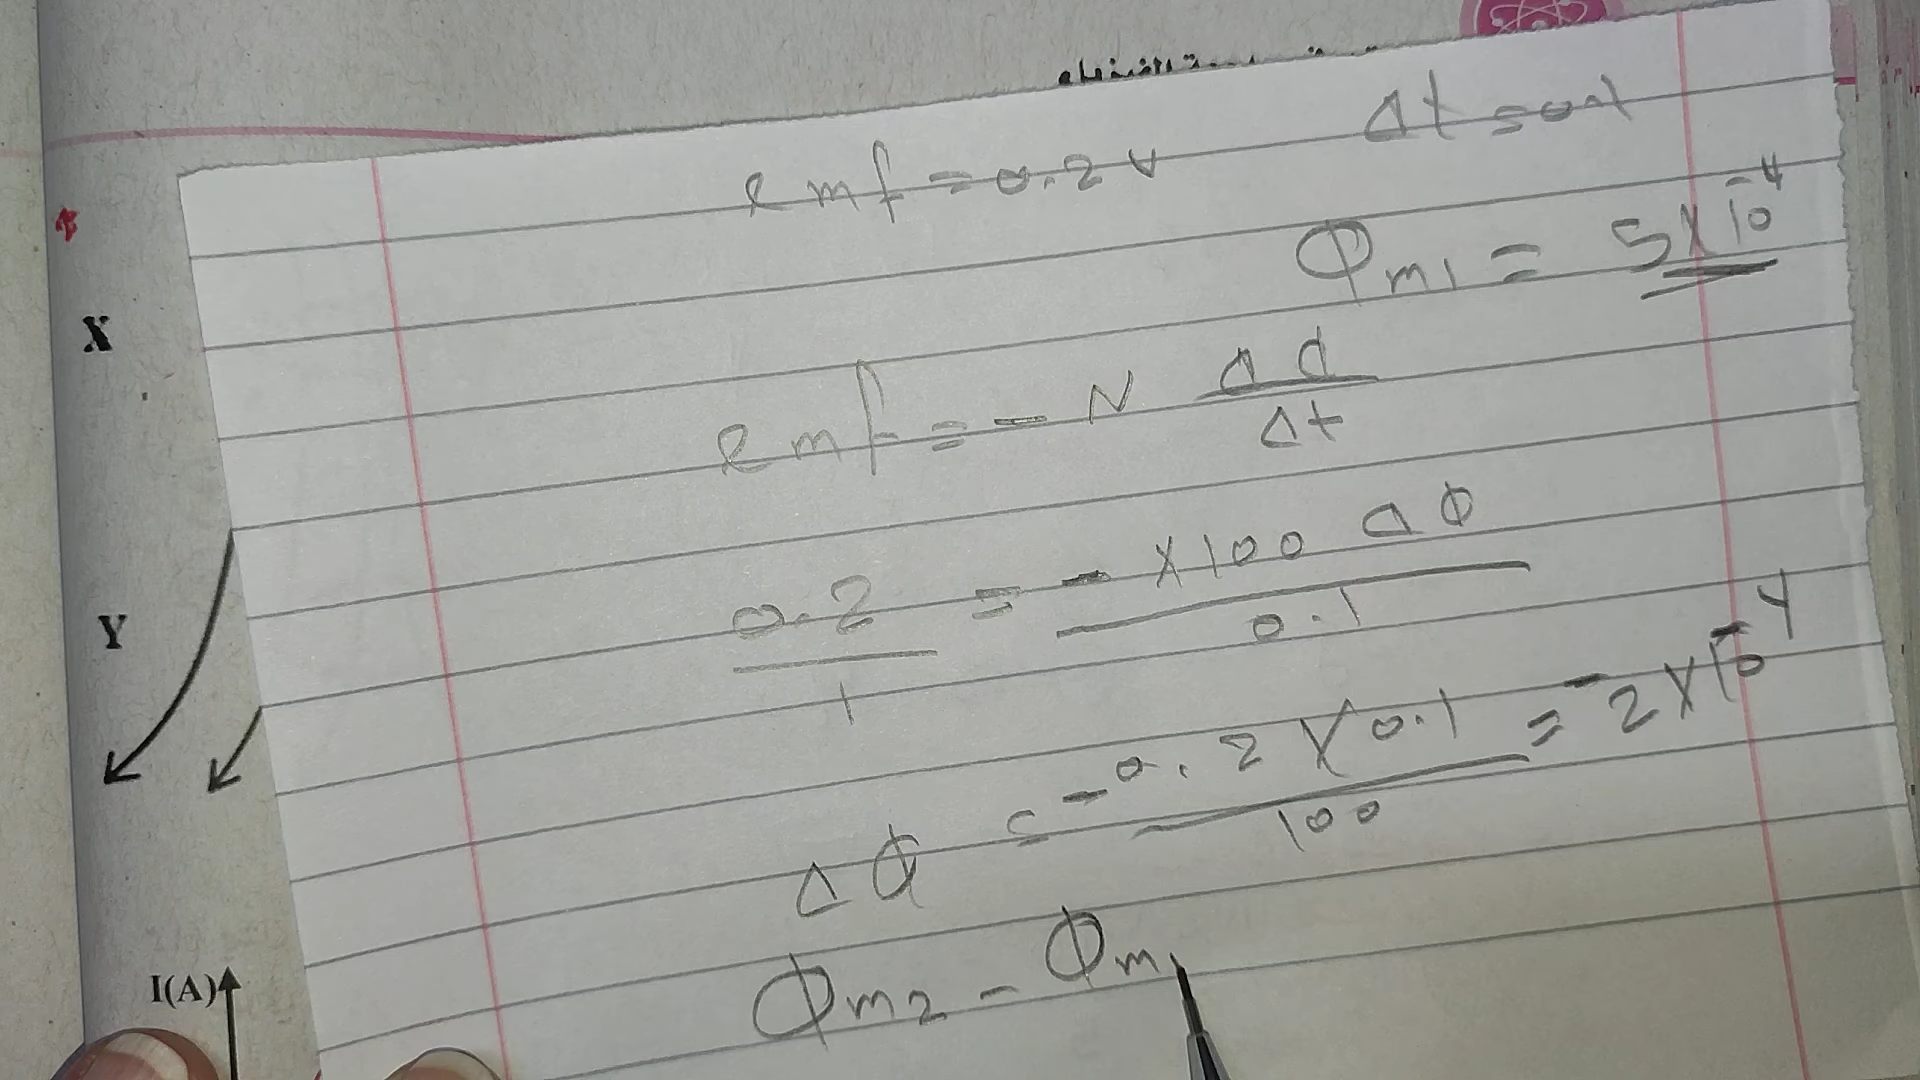 emf = 0.2 v
Δt = 0.1
Φm1 = 5 × 10^-4
emf = - N Δφ / Δt
0.2 / 1 = - × 100 Δφ / 0.1
Δφ = - 0.2 × 0.1 / 100 = - 2 × 10^-4
Φm2 - Φm1
X
Y
I(A)